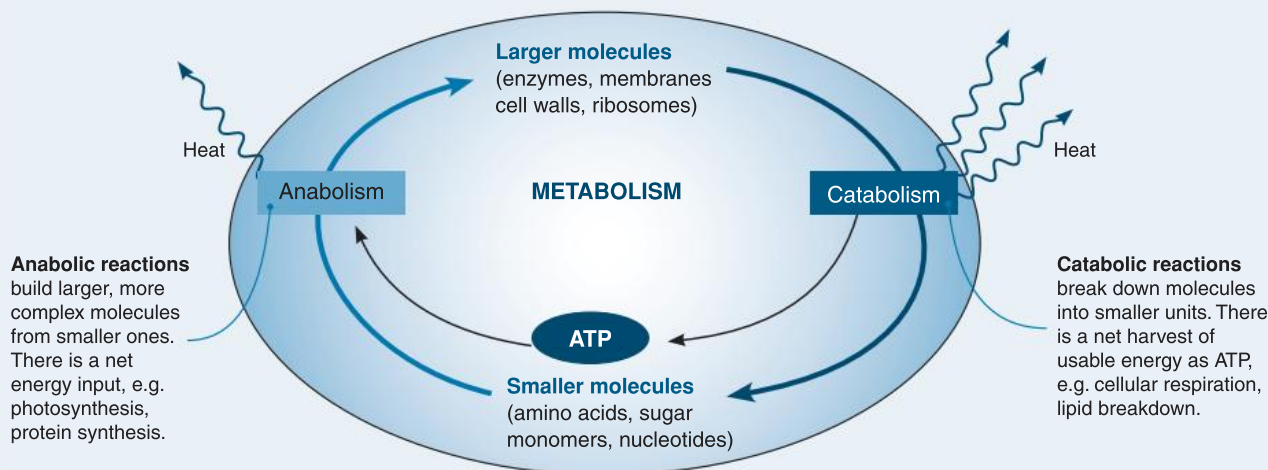 Larger molecules
(enzymes, membranes
cell walls, ribosomes)
Heat
Heat
Anabolism
METABOLISM
Catabolism
Anabolic reactions
build larger, more
complex molecules
from smaller ones.
There is a net
energy input, e.g.
photosynthesis,
protein synthesis.
ATP
Smaller molecules
(amino acids, sugar
monomers, nucleotides)
Catabolic reactions
break down molecules
into smaller units. There
is a net harvest of
usable energy as ATP,
e.g. cellular respiration,
lipid breakdown.